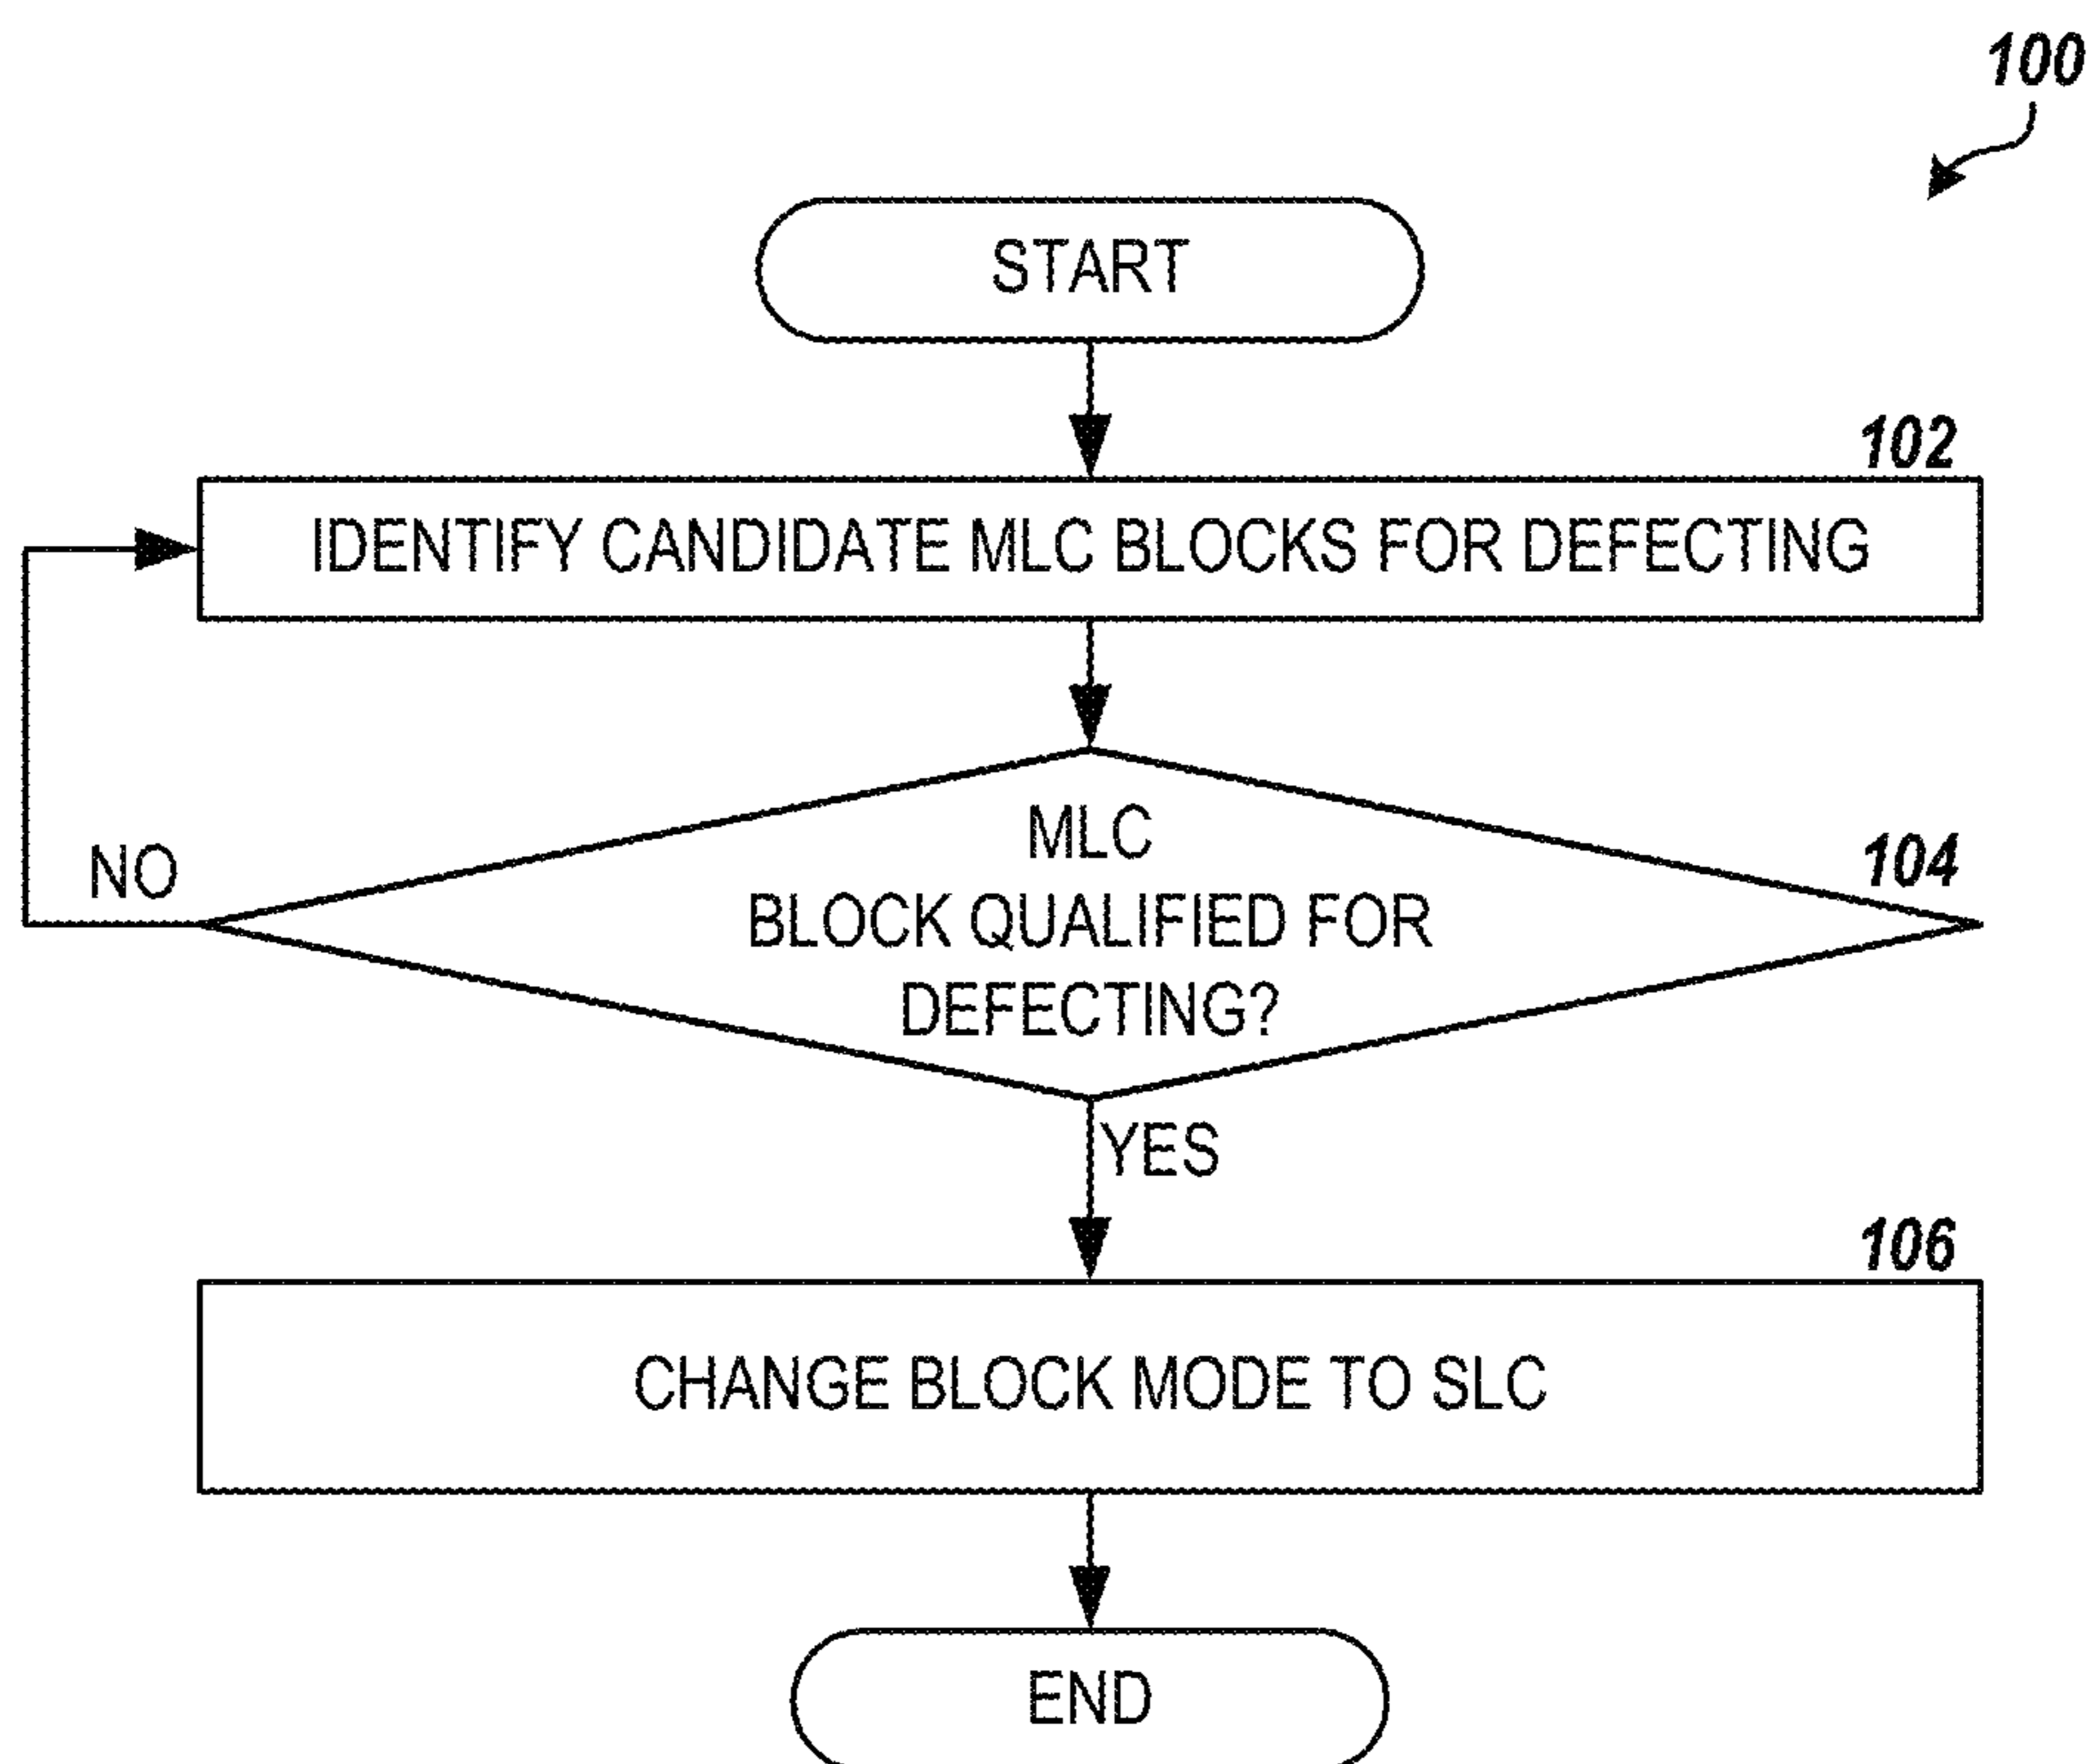 100
START
102
IDENTIFY CANDIDATE MLC BLOCKS FOR DEFECTING
MLC
NO
104
BLOCK QUALIFIED FOR
DEFECTING?
YES
106
CHANGE BLOCK MODE TO SLC
END